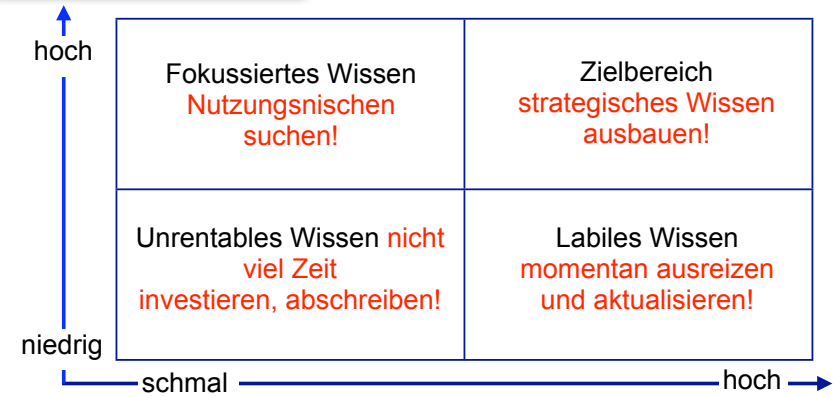 hoch
Fokussiertes Wissen
Nutzungsnischen
suchen!
Zielbereich
strategisches Wissen
ausbauen!
Unrentables Wissen nicht
viel Zeit
investieren, abschreiben!
Labiles Wissen
momentan ausreizen
und aktualisieren!
niedrig
schmal
hoch